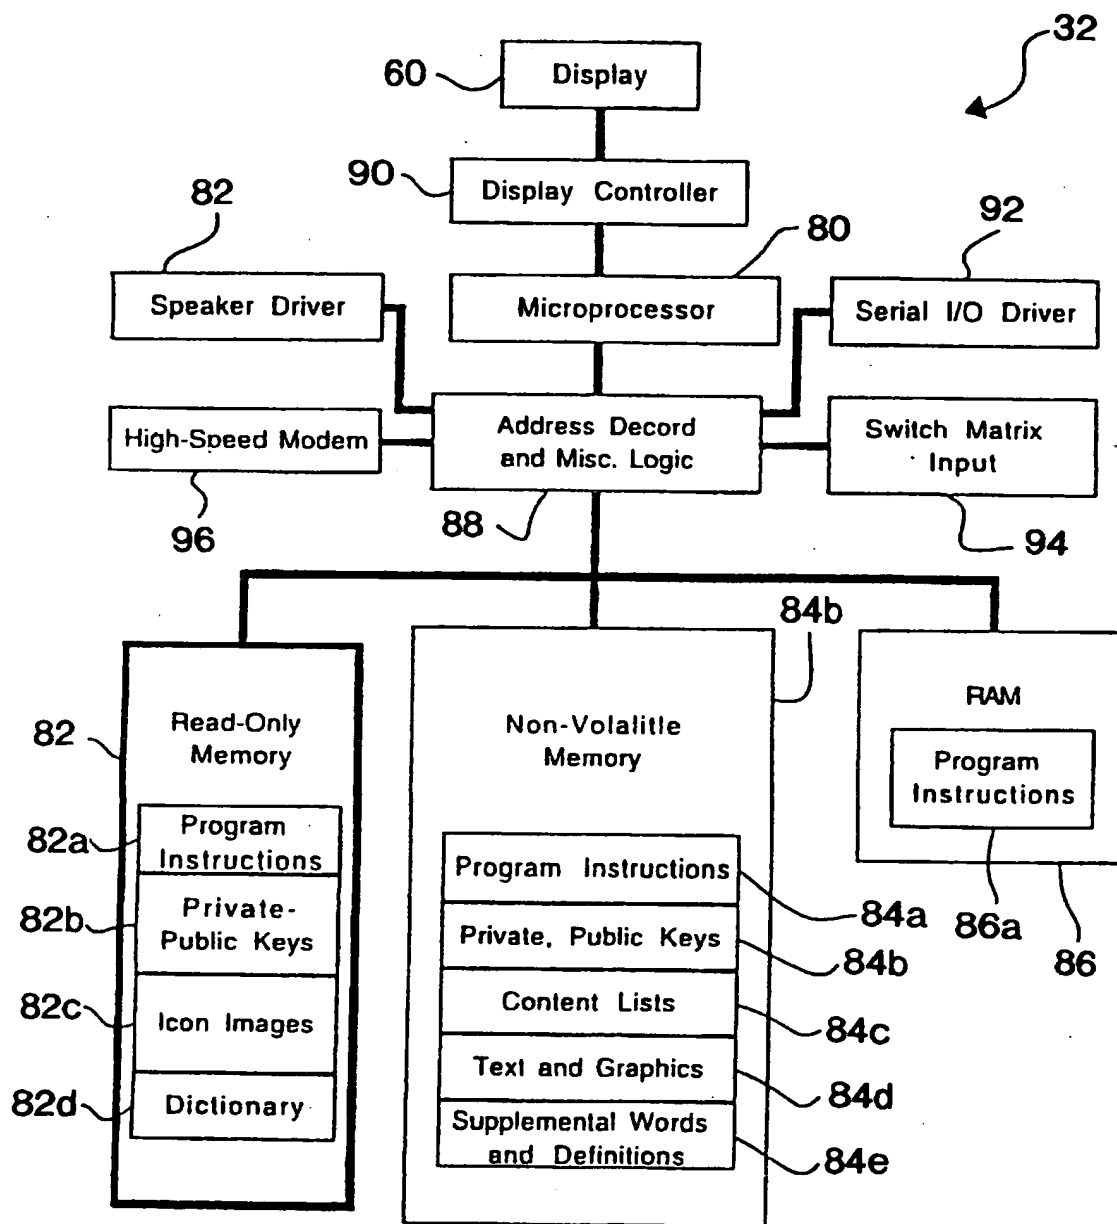 32
60
Display
90
Display Controller
82
80
92
Speaker Driver
Microprocessor
Serial I/O Driver
High-Speed Modem
Address Decord
and Misc. Logic
Switch Matrix
Input
96
88
94
84b
82
Read-Only
Memory
Non-Volalitle
Memory
RAM
Program
Instructions
86a
86
82a
Program
Instructions
82b
Private-
Public Keys
82c
Icon Images
82d
Dictionary
Program Instructions
84a
Private, Public Keys
84b
Content Lists
84c
Text and Graphics
84d
Supplemental Words
and Definitions
84e